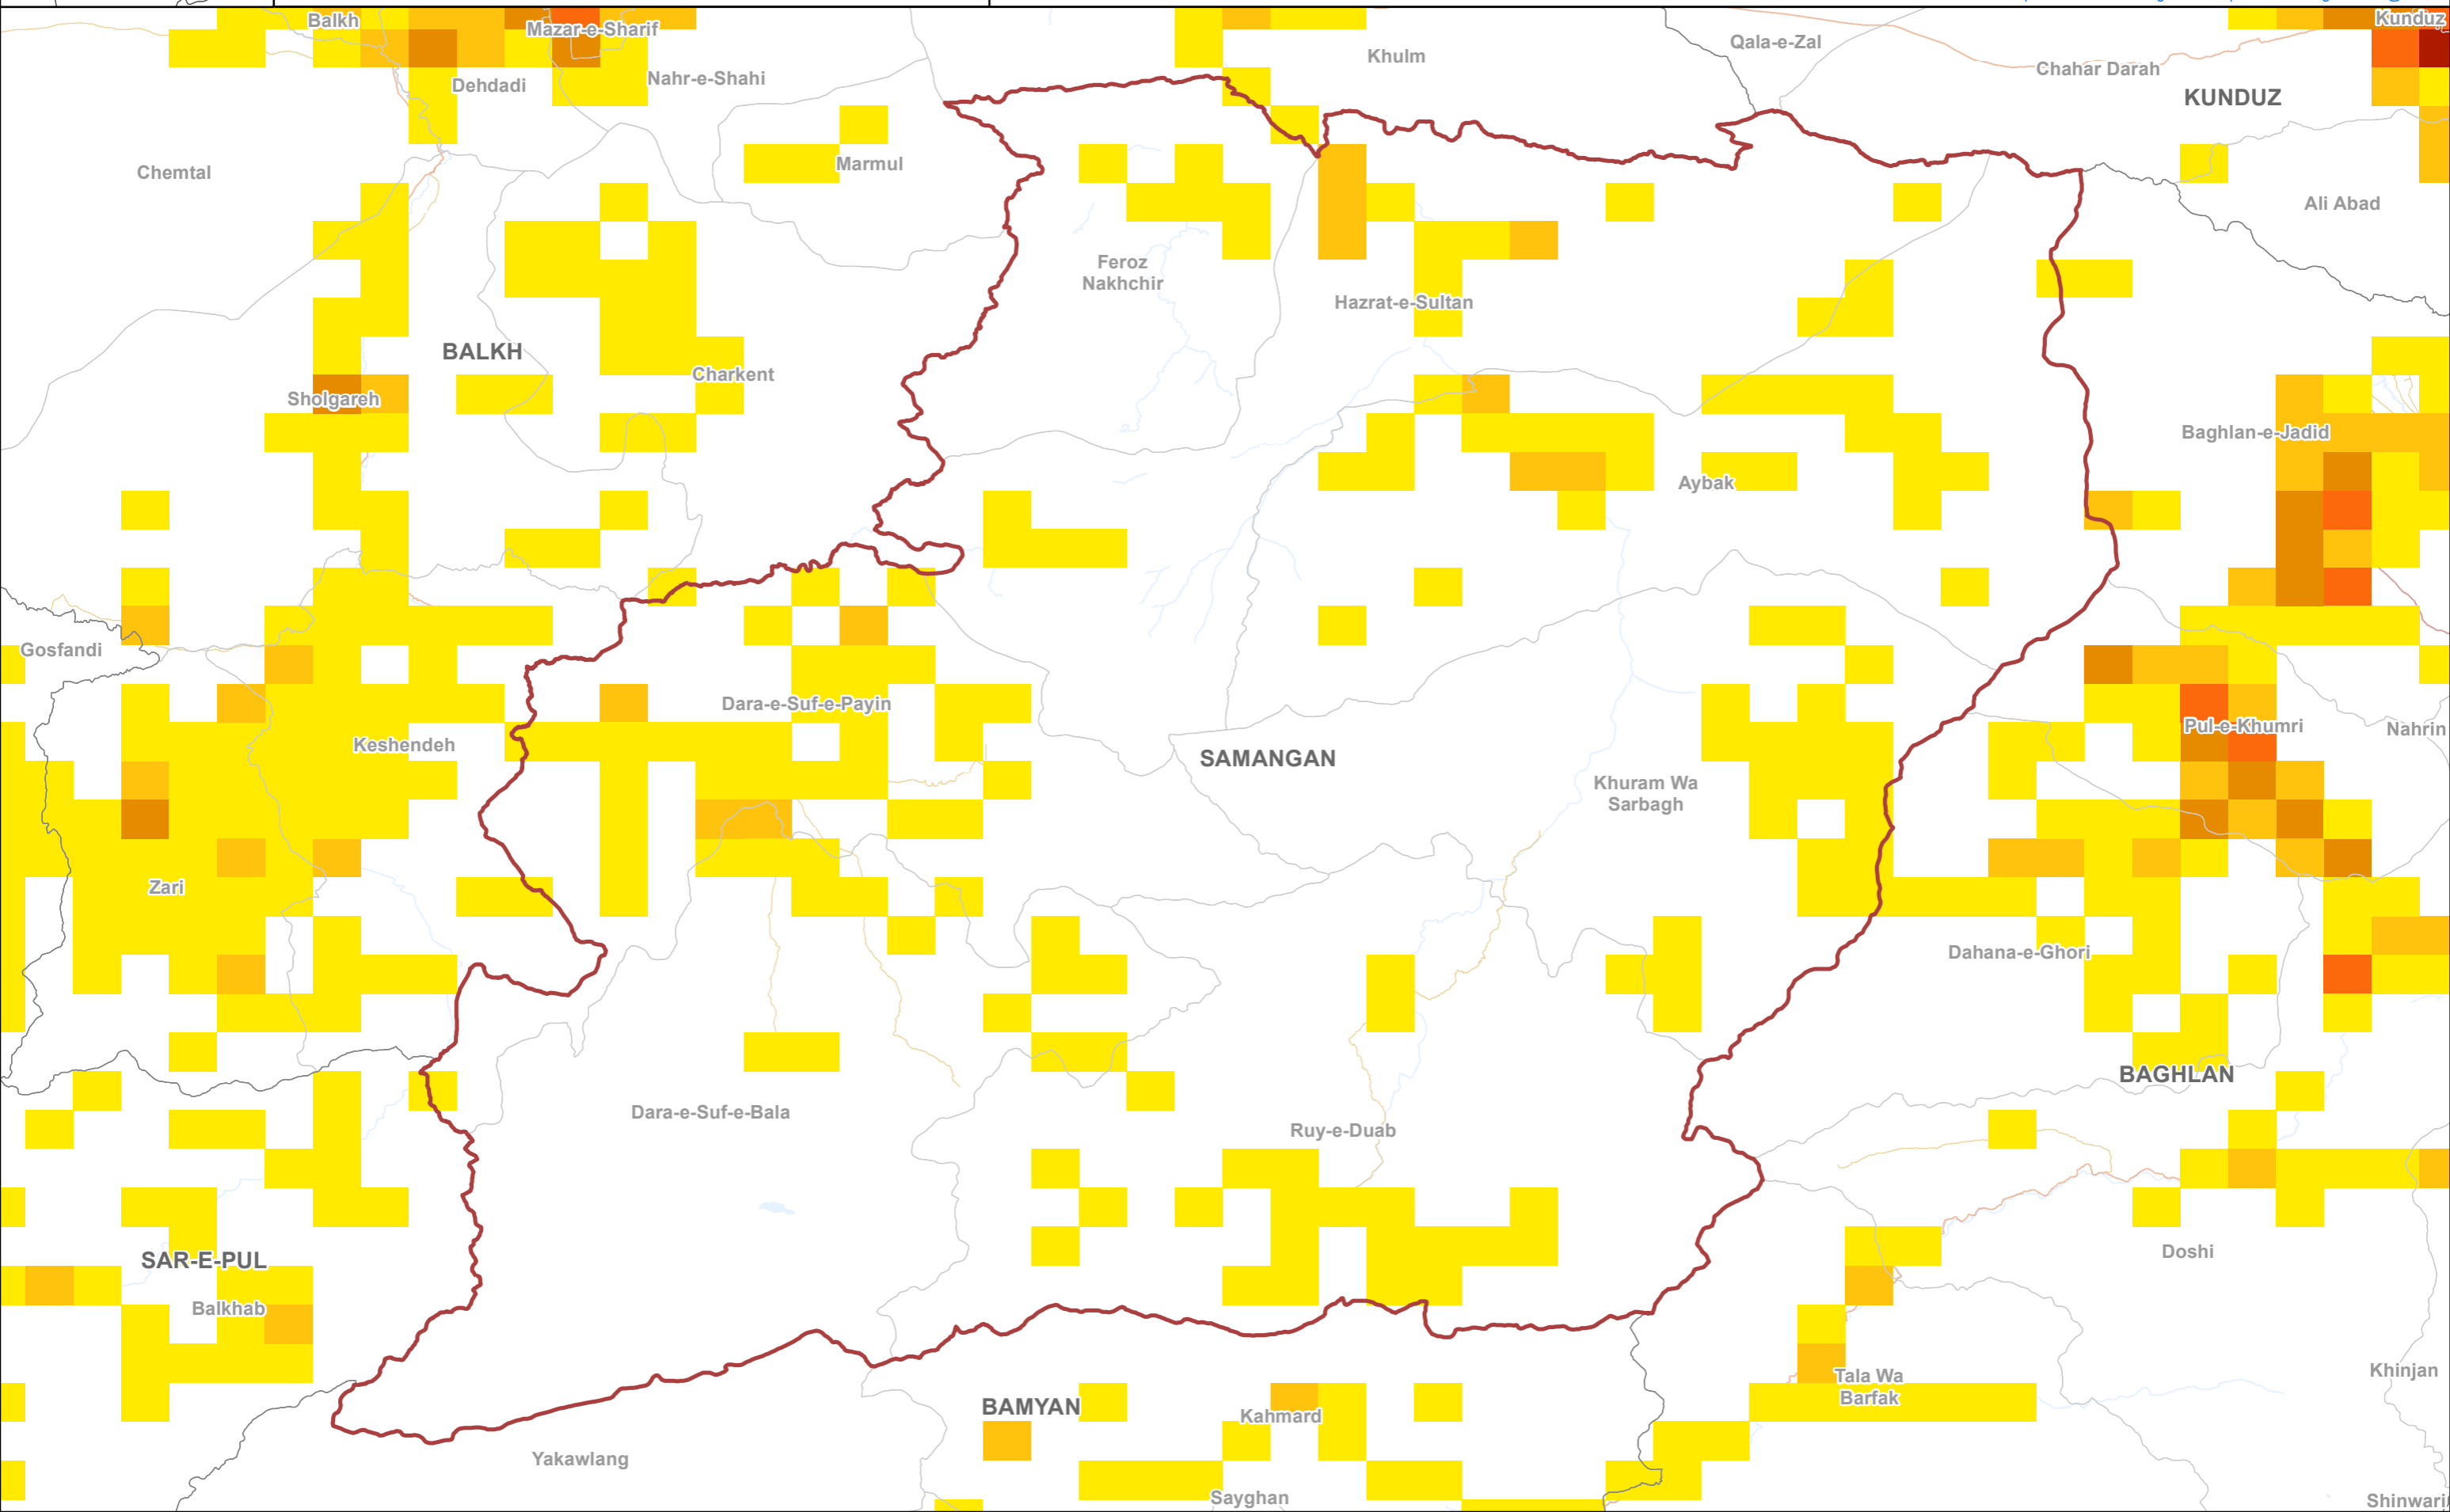 Balkh
Mazar-e-Sharif
Kunduz
Khulm
Qala-e-Zal
Chahar Darah
Dehdadi
Nahr-e-Shahi
KUNDUZ
Chemtal
Marmul
Ali Abad
Feroz
Nakhchir
Hazrat-e-Sultan
BALKH
Charkent
Sholgareh
Baghlan-e-Jadid
Aybak
Gosfandi
Dara-e-Suf-e-Payin
Pul-e-Khumri
Nahrin
Keshendeh
SAMANGAN
Khuram Wa
Sarbagh
Zari
Dahana-e-Ghori
BAGHLAN
Dara-e-Suf-e-Bala
Ruy-e-Duab
SAR-E-PUL
Doshi
Balkhab
Tala Wa
Barfak
Khinjan
BAMYAN
Kahmard
Yakawlang
Sayghan
Shinwari